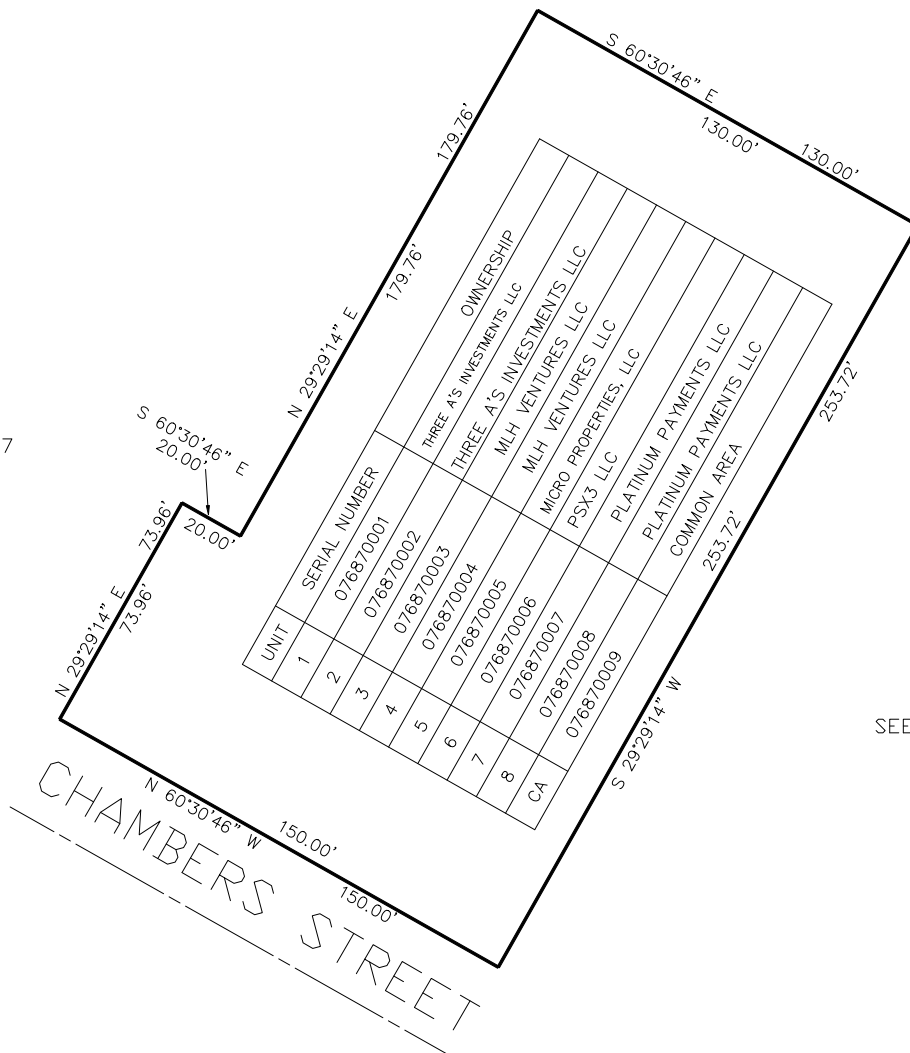 S 60°30'46" E
130.00'
130.00'
179.76'
179.76'
N 29°29'14" E
S 60°30'46" E
20.00'
20.00'
7
73.96'
73.96'
N 29°29'14" E
UNIT SERIAL NUMBER OWNERSHIP
1 076870001 THREE A'S INVESTMENTS LLC
2 076870002 THREE A'S INVESTMENTS LLC
3 076870003 MLH VENTURES LLC
4 076870004 MLH VENTURES LLC
5 076870005 MICRO PROPERTIES, LLC
6 076870006 PSX3 LLC
7 076870007 PLATINUM PAYMENTS LLC
8 076870008 PLATINUM PAYMENTS LLC
CA 076870009 COMMON AREA
253.72'
253.72'
S 29°29'14" W
SEE
N 60°30'46" W
150.00'
150.00'
CHAMBERS STREET